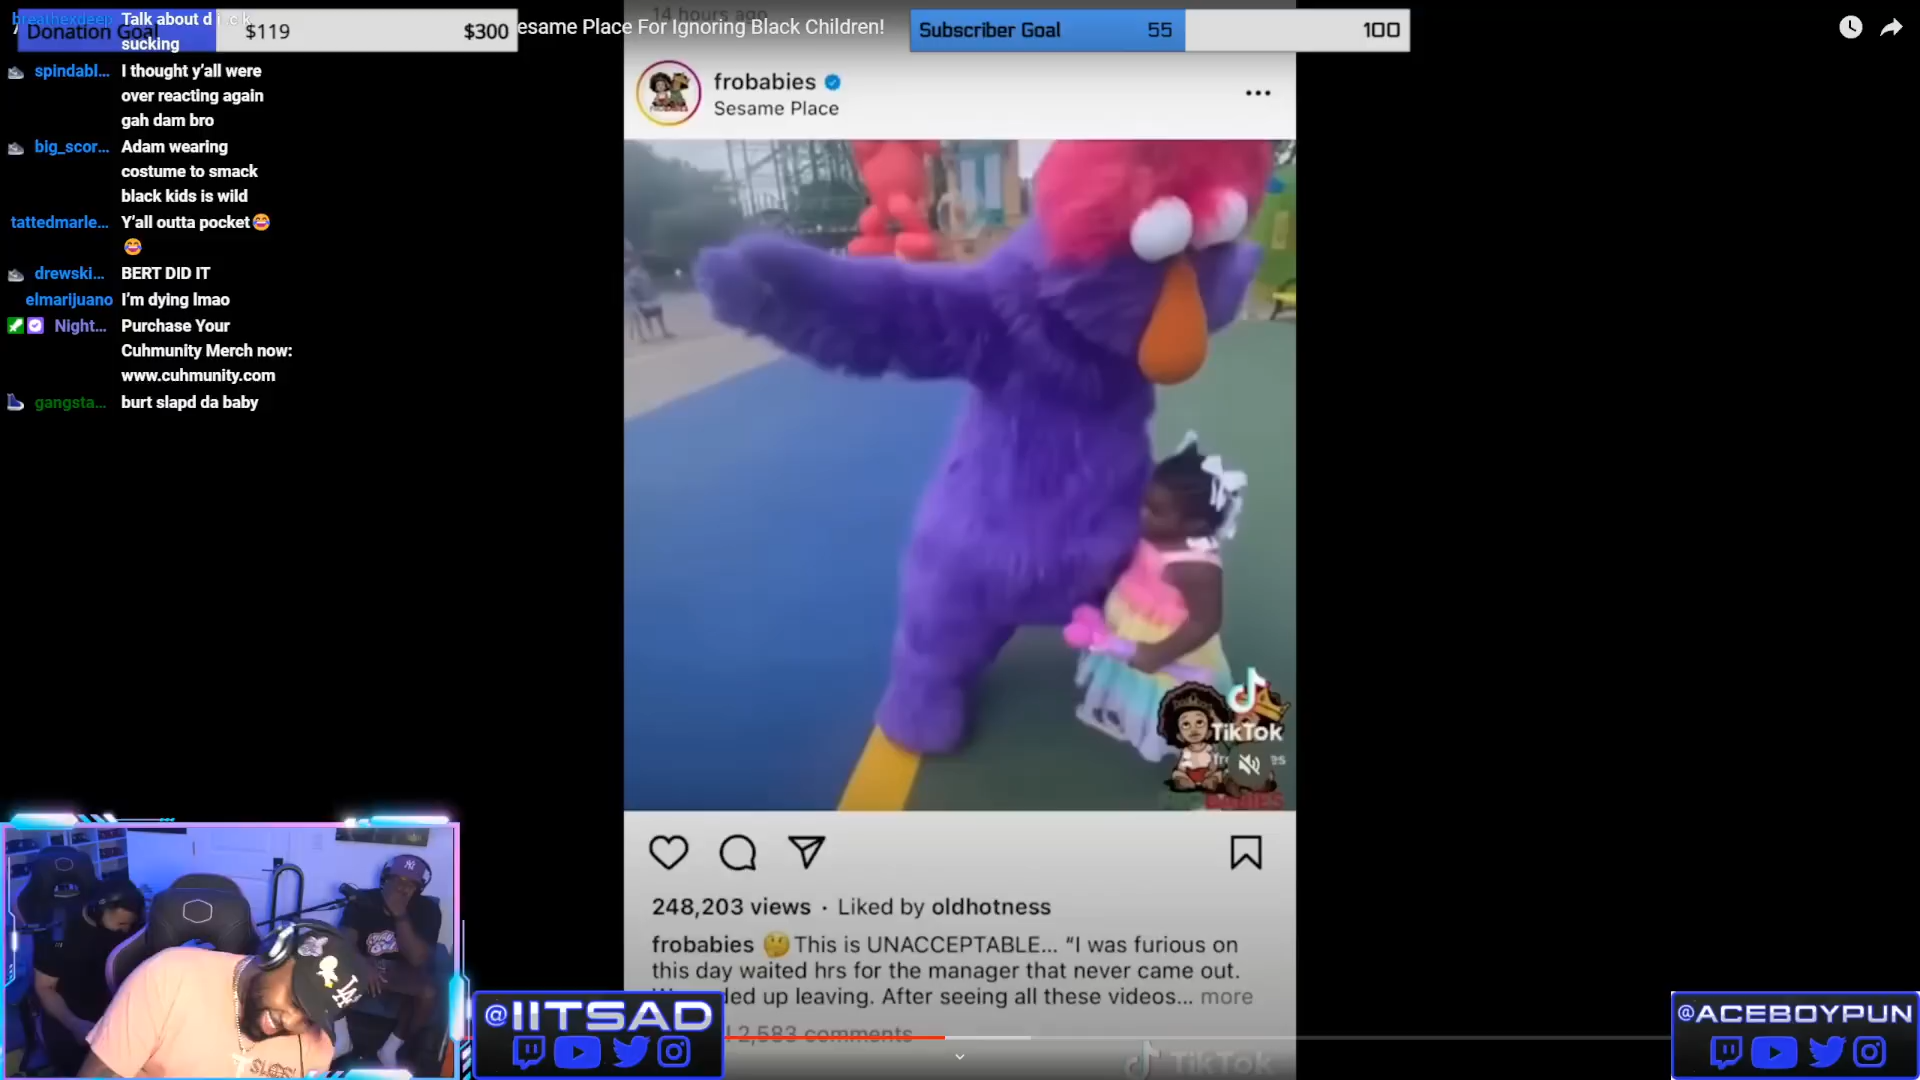 breathexdeep Talk about d i .c k
sucking
Donation Goal $119 $300
esame Place For Ignoring Black Children!
Subscriber Goal 55 100
spindabl... I thought y'all were
over reacting again
gah dam bro
big_scor... Adam wearing
costume to smack
black kids is wild
tattedmarle... Y'all outta pocket😂
😂
drewski... BERT DID IT
elmarijuano I'm dying lmao
Night... Purchase Your
Cuhmunity Merch now:
www.cuhmunity.com
gangsta... burt slapd da baby
14 hours ago
frobabies
Sesame Place
TikTok
248,203 views · Liked by oldhotness
frobabies 🤔 This is UNACCEPTABLE... “I was furious on
this day waited hrs for the manager that never came out.
ded up leaving. After seeing all these videos... more
2,583 comments
TikTok
@IITSAD
@ACEBOYPUN
NY
LA